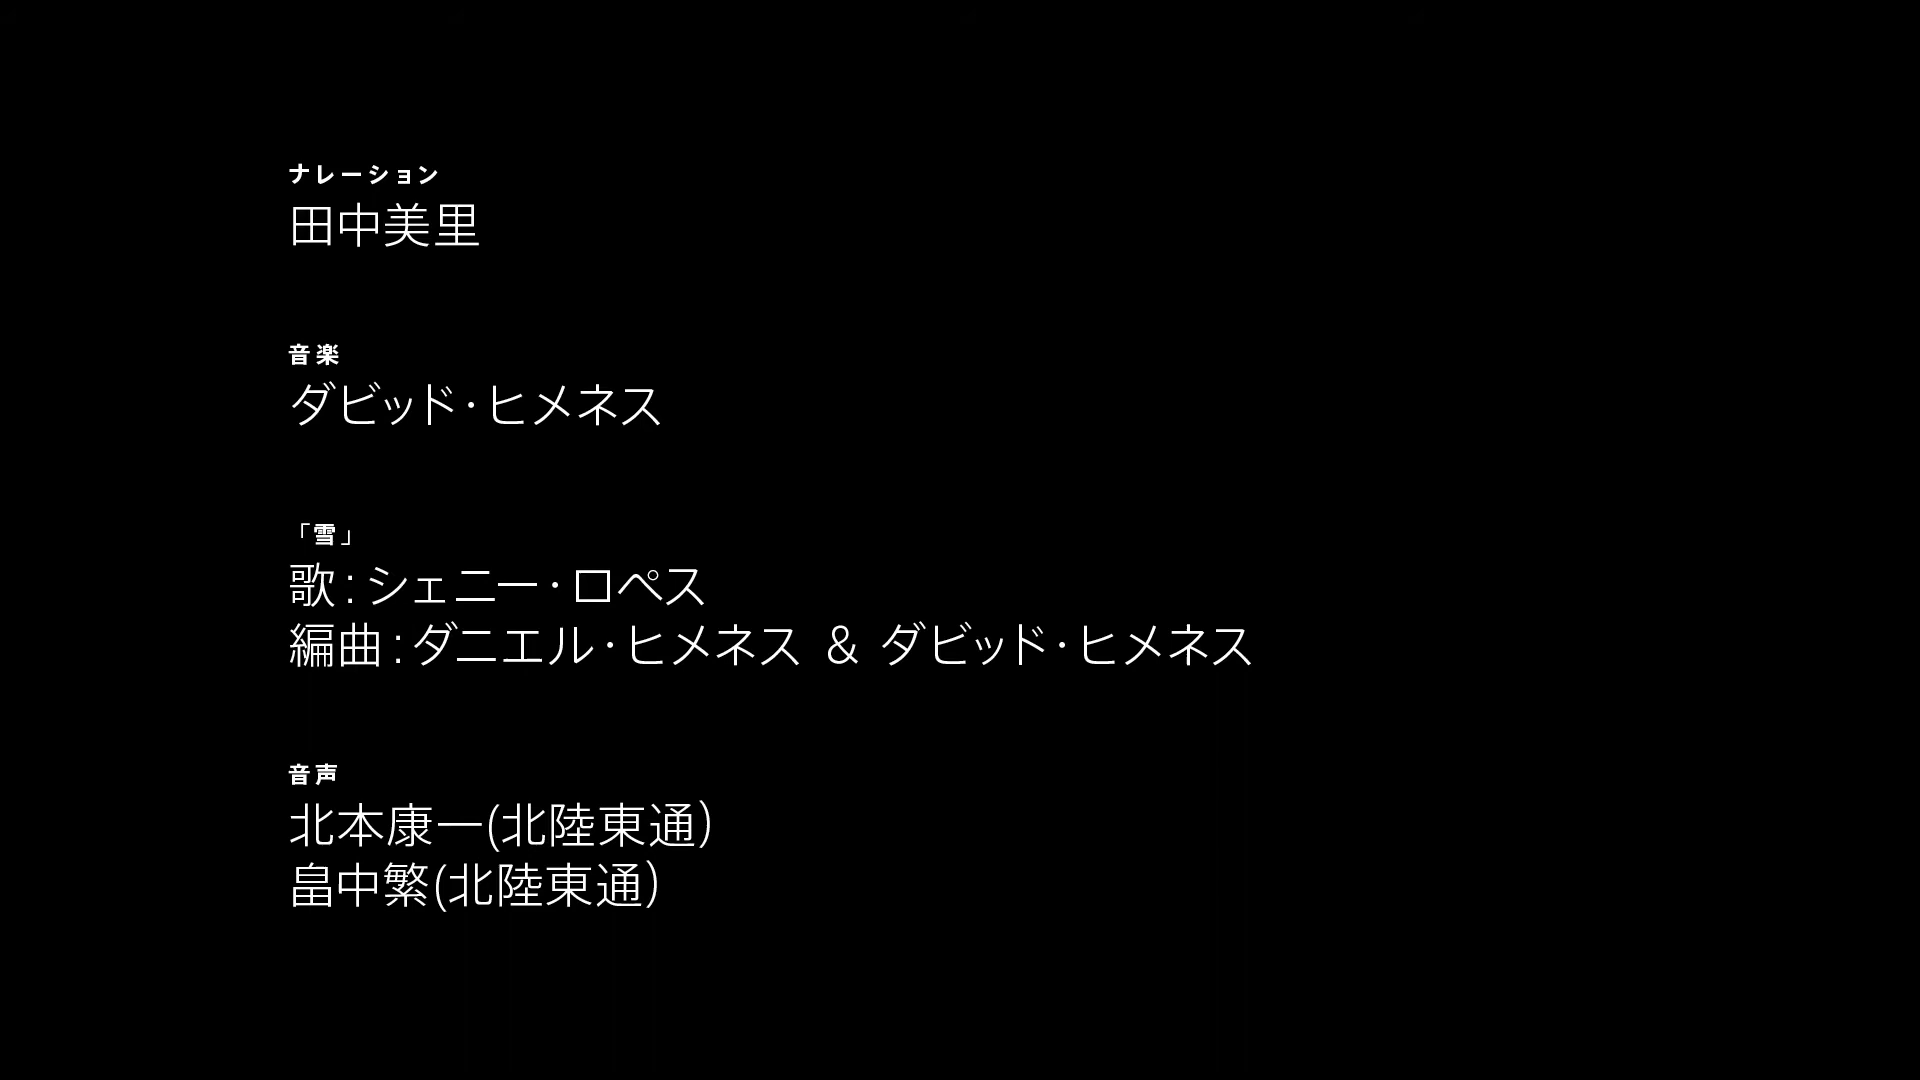 ナレーション
田中美里
音楽
ダビッド・ヒメネス
「雪」
歌:シェニー・ロペス
編曲:ダニエル・ヒメネス & ダビッド・ヒメネス
音声
北本康一(北陸東通)
畠中繁(北陸東通)